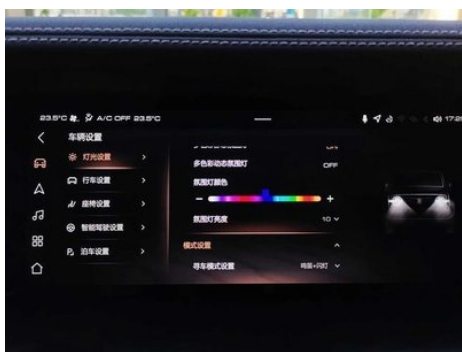 23.5°C A/C OFF 23.5°C
17:29
车辆设置
灯光设置
行车设置
座椅设置
智能驾驶设置
泊车设置
多色彩动态氛围灯 OFF
氛围灯颜色
- +
氛围灯亮度 10
模式设置
寻车模式设置 鸣笛+闪灯